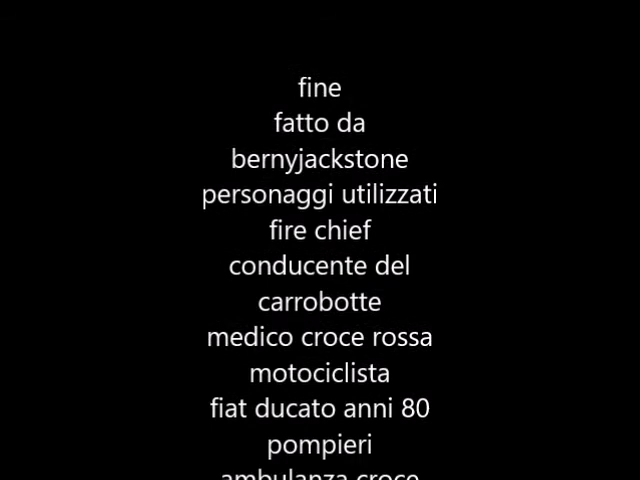 fine
fatto da
bernyjackstone
personaggi utilizzati
fire chief
conducente del
carrobotte
medico croce rossa
motociclista
fiat ducato anni 80
pompieri
ambulanza croce